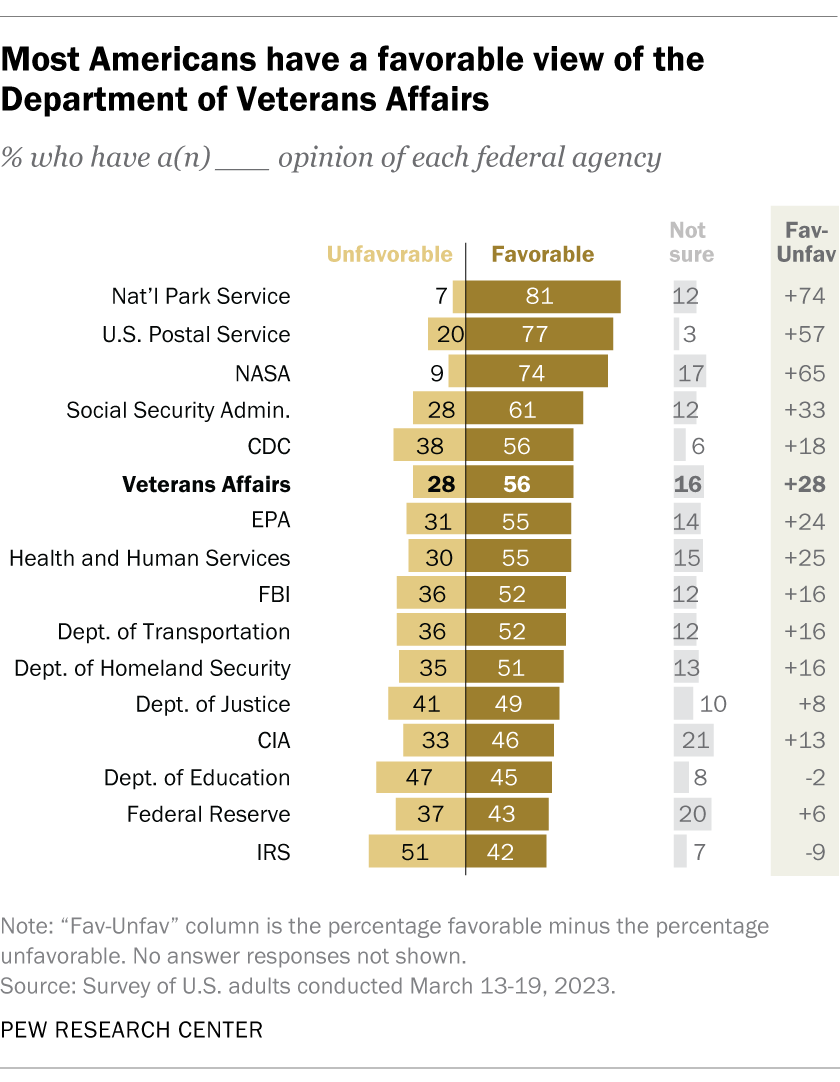 Most Americans have a favorable view of the
Department of Veterans Affairs
% who have a(n) ___ opinion of each federal agency
Unfavorable Favorable Not sure Fav-Unfav
Nat’l Park Service 7 81 12 +74
U.S. Postal Service 20 77 3 +57
NASA 9 74 17 +65
Social Security Admin. 28 61 12 +33
CDC 38 56 6 +18
Veterans Affairs 28 56 16 +28
EPA 31 55 14 +24
Health and Human Services 30 55 15 +25
FBI 36 52 12 +16
Dept. of Transportation 36 52 12 +16
Dept. of Homeland Security 35 51 13 +16
Dept. of Justice 41 49 10 +8
CIA 33 46 21 +13
Dept. of Education 47 45 8 -2
Federal Reserve 37 43 20 +6
IRS 51 42 7 -9
Note: “Fav-Unfav” column is the percentage favorable minus the percentage
unfavorable. No answer responses not shown.
Source: Survey of U.S. adults conducted March 13-19, 2023.
PEW RESEARCH CENTER